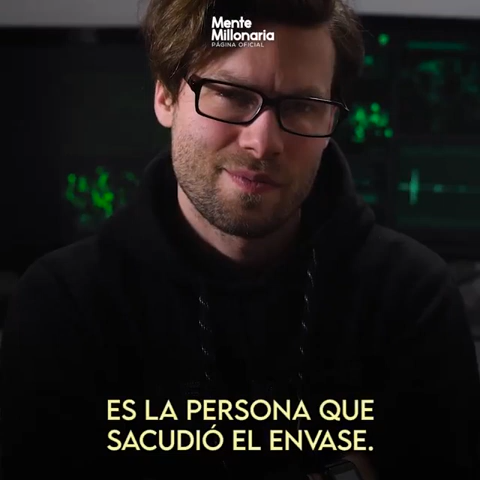 Mente
Millonaria
PÁGINA OFICIAL
ES LA PERSONA QUE
SACUDIÓ EL ENVASE.